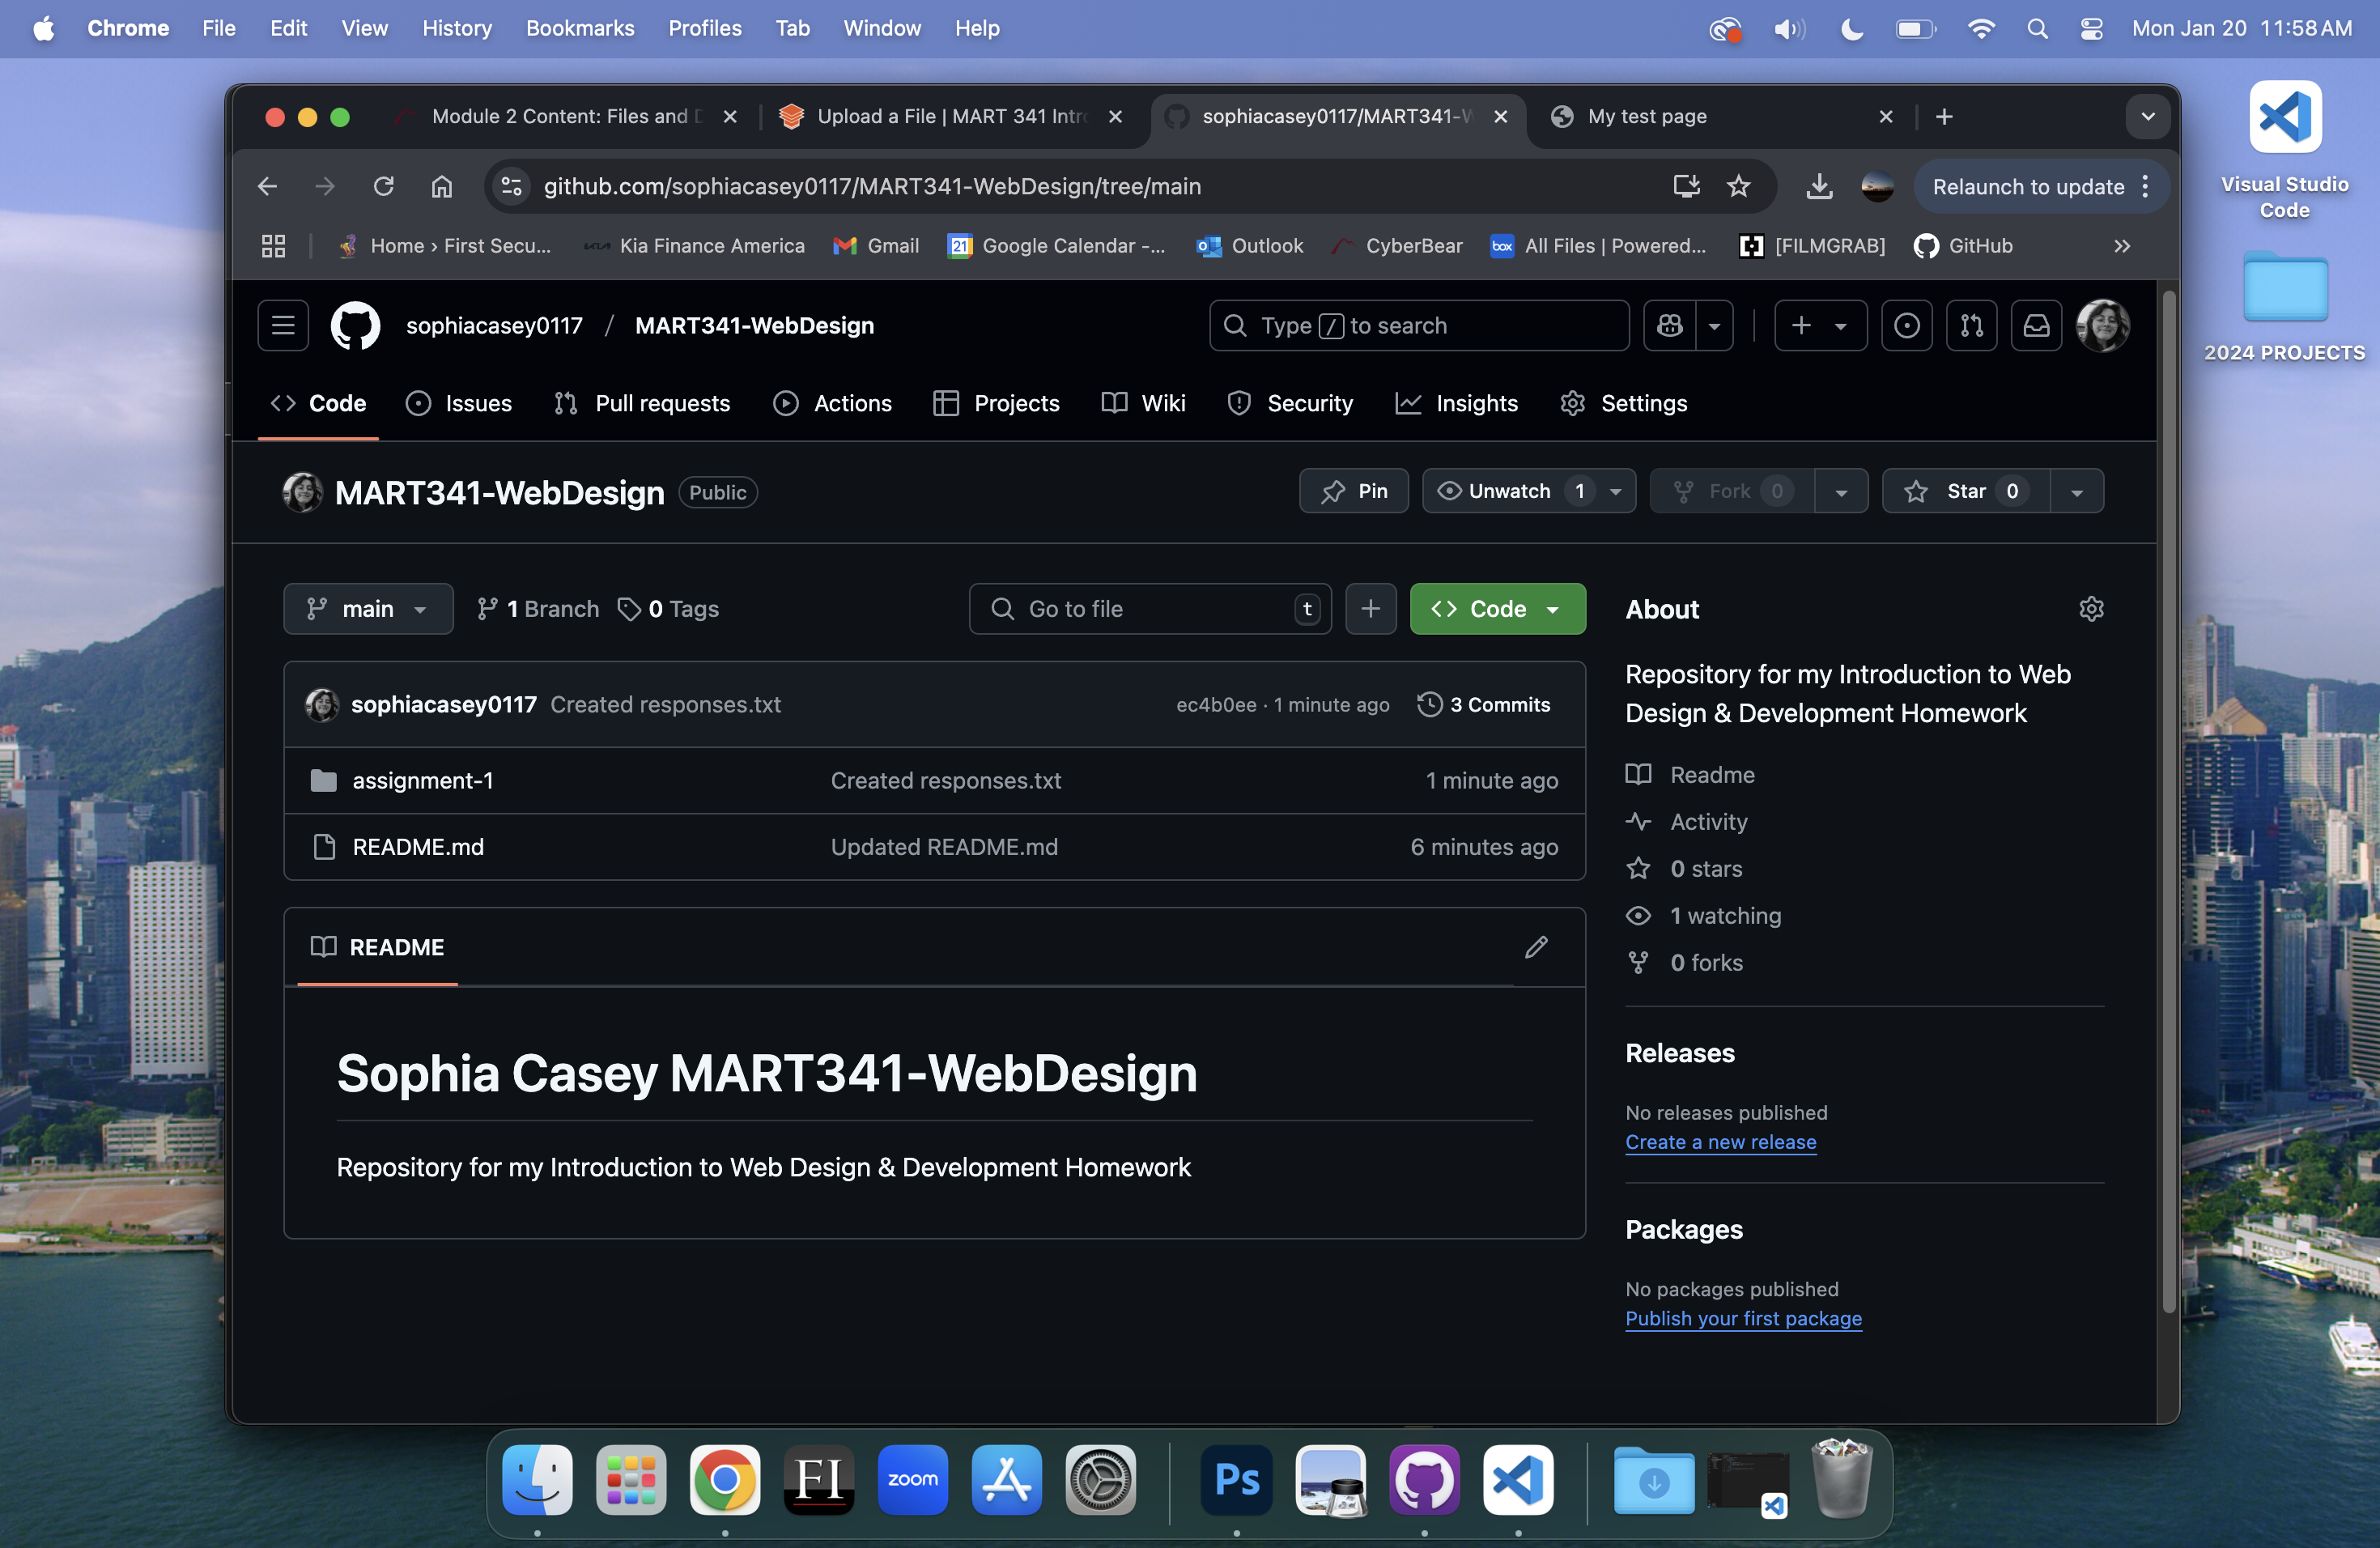 Chrome File Edit View History Bookmarks Profiles Tab Window Help Mon Jan 20 11:58 AM
Module 2 Content: Files and D
Upload a File | MART 341 Intro
sophiacasey0117/MART341-W
My test page
github.com/sophiacasey0117/MART341-WebDesign/tree/main
Relaunch to update
Home › First Secu...
KIA Kia Finance America
Gmail
21 Google Calendar -...
Outlook
CyberBear
box All Files | Powered...
[FILMGRAB]
GitHub
Visual Studio
Code
2024 PROJECTS
sophiacasey0117 / MART341-WebDesign
Type / to search
Code Issues Pull requests Actions Projects Wiki Security Insights Settings
MART341-WebDesign Public
Pin Unwatch 1 Fork 0 Star 0
main 1 Branch 0 Tags
Go to file t
Code
sophiacasey0117 Created responses.txt ec4b0ee · 1 minute ago 3 Commits
assignment-1 Created responses.txt 1 minute ago
README.md Updated README.md 6 minutes ago
README
Sophia Casey MART341-WebDesign
Repository for my Introduction to Web Design & Development Homework
About
Repository for my Introduction to Web
Design & Development Homework
Readme
Activity
0 stars
1 watching
0 forks
Releases
No releases published
Create a new release
Packages
No packages published
Publish your first package
FI
zoom
Ps